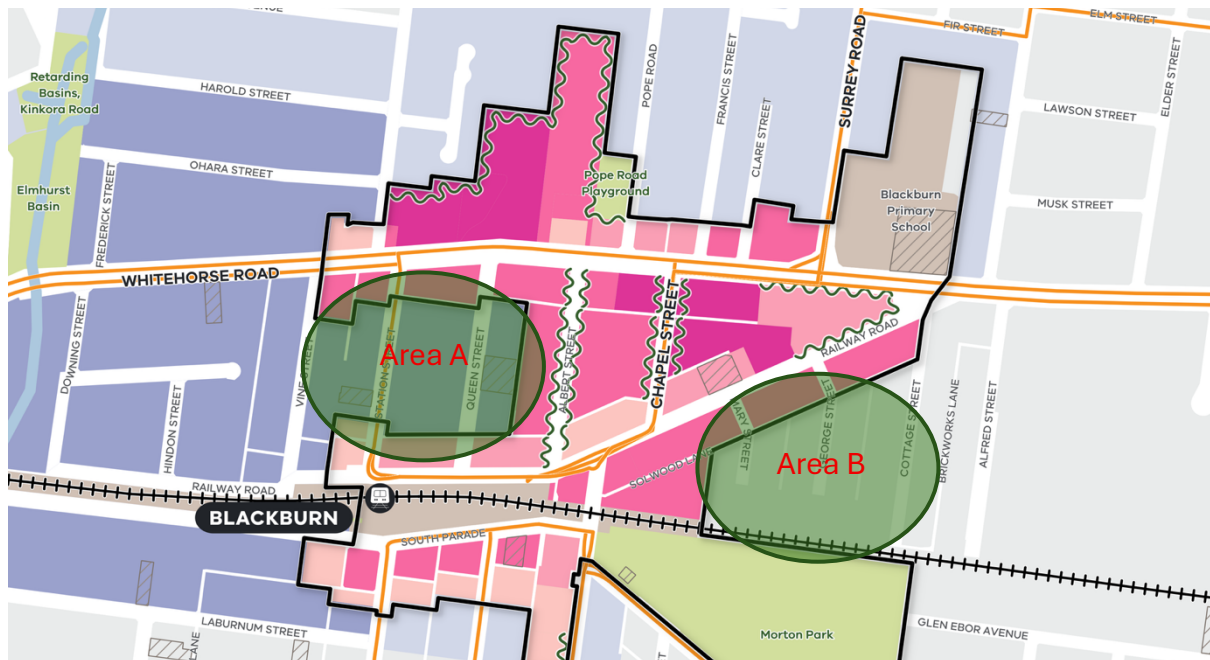 ELM STREET
FIR STREET
Retarding
Basins,
Kinkora Road
HAROLD STREET
POPE ROAD
FRANCIS STREET
SURREY ROAD
LAWSON STREET
ELDER STREET
OHARA STREET
CLARE STREET
Pope Road
Playground
Elmhurst
Basin
FREDERICK STREET
Blackburn
Primary
School
MUSK STREET
WHITEHORSE ROAD
DOWNING STREET
HINDON STREET
VINE STREET
STATION STREET
Area A
QUEEN STREET
ALBERT STREET
CHAPEL STREET
RAILWAY ROAD
MARY STREET
GEORGE STREET
COTTAGE STREET
BRICKWORKS LANE
ALFRED STREET
Area B
SOLWOOD LANE
RAILWAY ROAD
BLACKBURN
SOUTH PARADE
LABURNUM STREET
LANE
Morton Park
GLEN EBOR AVENUE